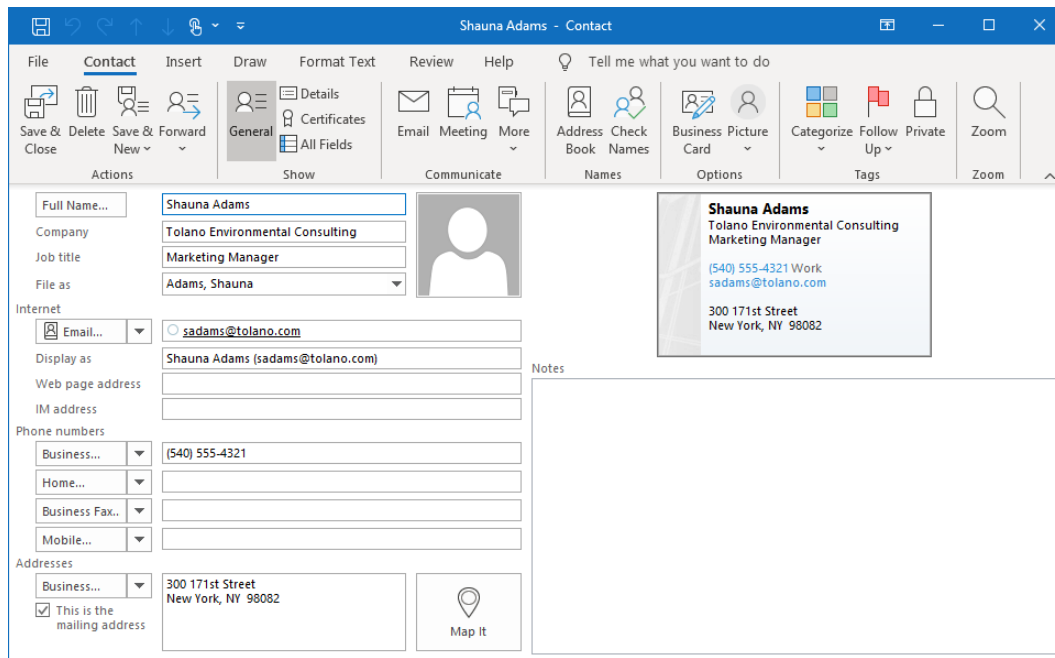 Shauna Adams - Contact
File Contact Insert Draw Format Text Review Help Tell me what you want to do
Save & Close Delete Save & New Forward General Details Certificates All Fields Email Meeting More Address Book Check Names Business Card Picture Categorize Follow Up Private Zoom
Actions Show Communicate Names Options Tags Zoom
Full Name... Shauna Adams
Company Tolano Environmental Consulting
Job title Marketing Manager
File as Adams, Shauna
Internet
Email... sadams@tolano.com
Display as Shauna Adams (sadams@tolano.com)
Web page address
IM address
Phone numbers
Business... (540) 555-4321
Home...
Business Fax..
Mobile...
Addresses
Business... 300 171st Street
New York, NY 98082
This is the
mailing address
Map It
Shauna Adams
Tolano Environmental Consulting
Marketing Manager
(540) 555-4321 Work
sadams@tolano.com
300 171st Street
New York, NY 98082
Notes